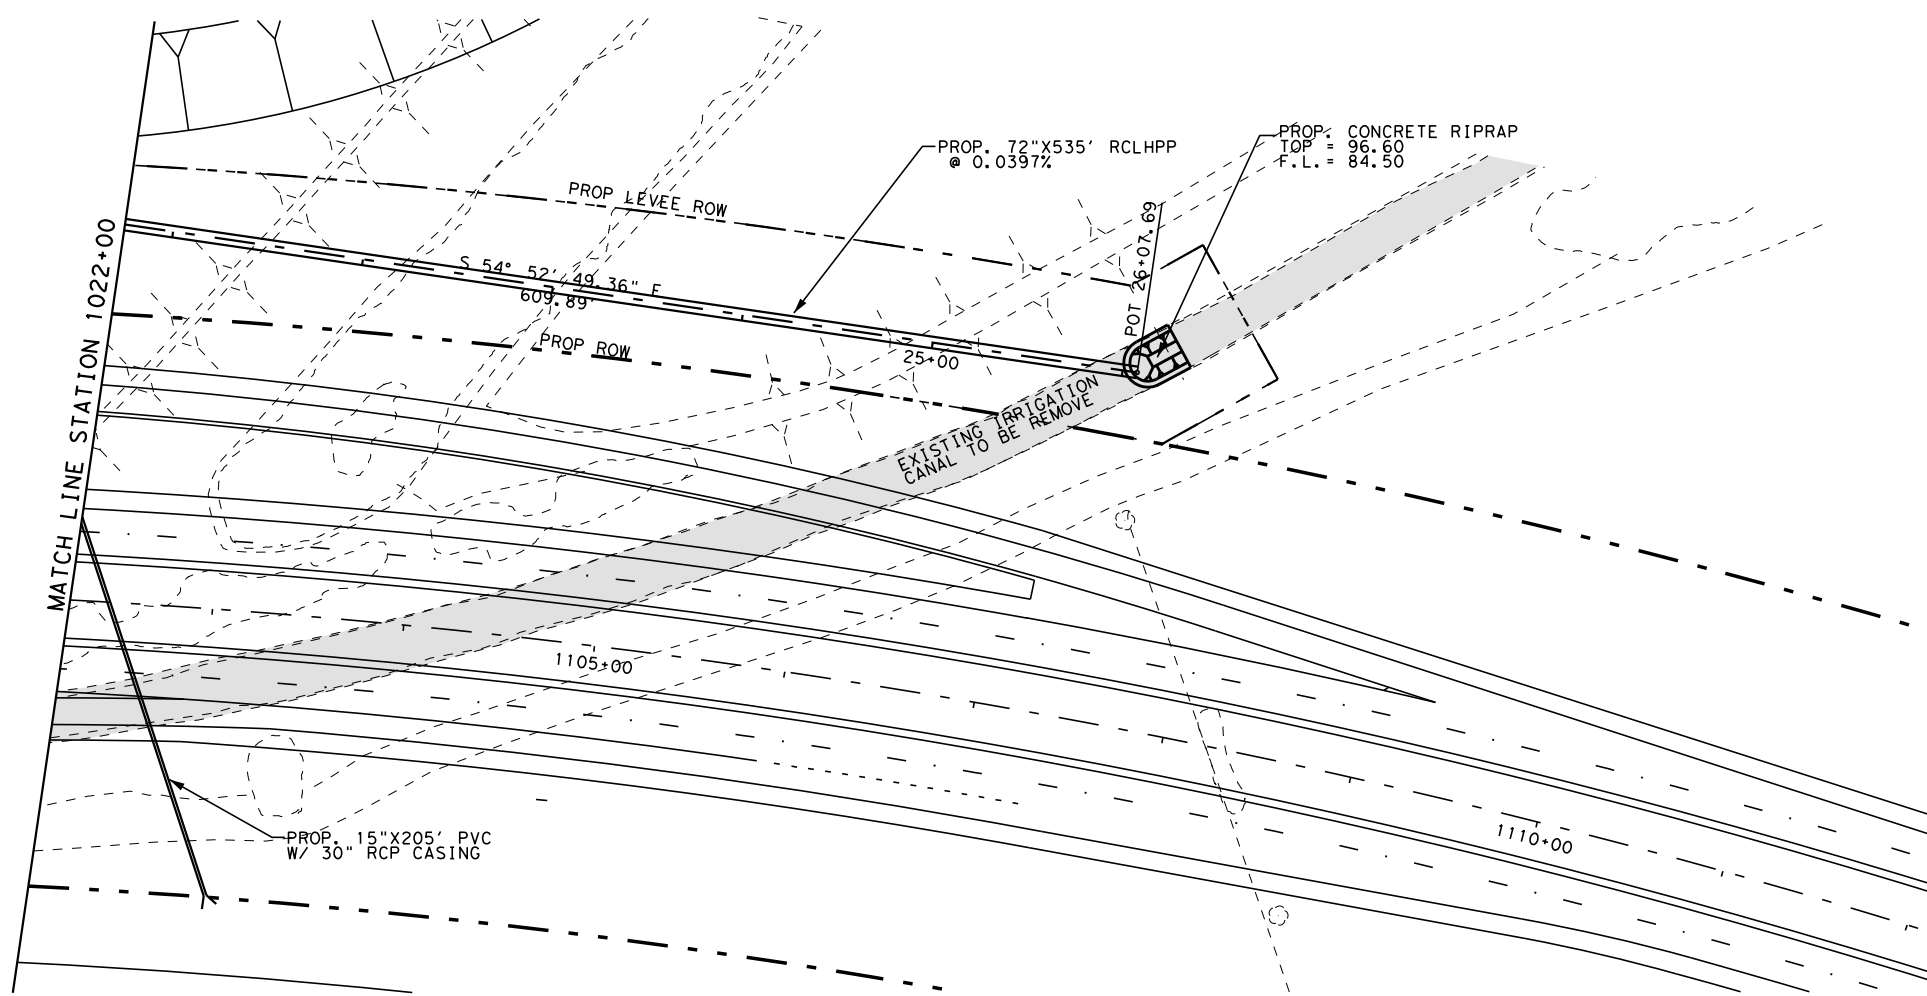 PROP. CONCRETE RIPRAP
TOP = 96.60
F.L. = 84.50
PROP. 72"X535' RCLHPP
@ 0.0397%
PROP LEVEE ROW
POT 26+07.69
MATCH LINE STATION 1022+00
S 54° 52' 49.36" E
609.89'
PROP ROW
25+00
EXISTING IRRIGATION
CANAL TO BE REMOVE
1105+00
1110+00
PROP. 15"X205' PVC
W/ 30" RCP CASING